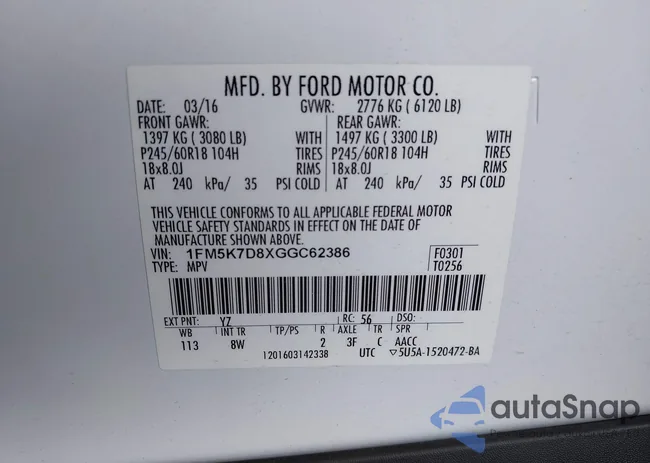 MFD. BY FORD MOTOR CO.
DATE: 03/16 GVWR: 2776 KG ( 6120 LB)
FRONT GAWR: REAR GAWR:
1397 KG ( 3080 LB) WITH 1497 KG ( 3300 LB) WITH
P245/60R18 104H TIRES P245/60R18 104H TIRES
18x8.0J RIMS 18x8.0J RIMS
AT 240 kPa/ 35 PSI COLD AT 240 kPa/ 35 PSI COLD
THIS VEHICLE CONFORMS TO ALL APPLICABLE FEDERAL MOTOR
VEHICLE SAFETY STANDARDS IN EFFECT ON THE DATE OF
MANUFACTURE SHOWN ABOVE.
VIN: 1FM5K7D8XGGC62386 F0301
TYPE: MPV T0256
EXT PNT: YZ RC: 56 DSO:
WB INT TR TP/PS R AXLE TR SPR
113 8W 2 3F C AACC
1201603142338 UTC ▽5U5A-1520472-BA
autoSnap